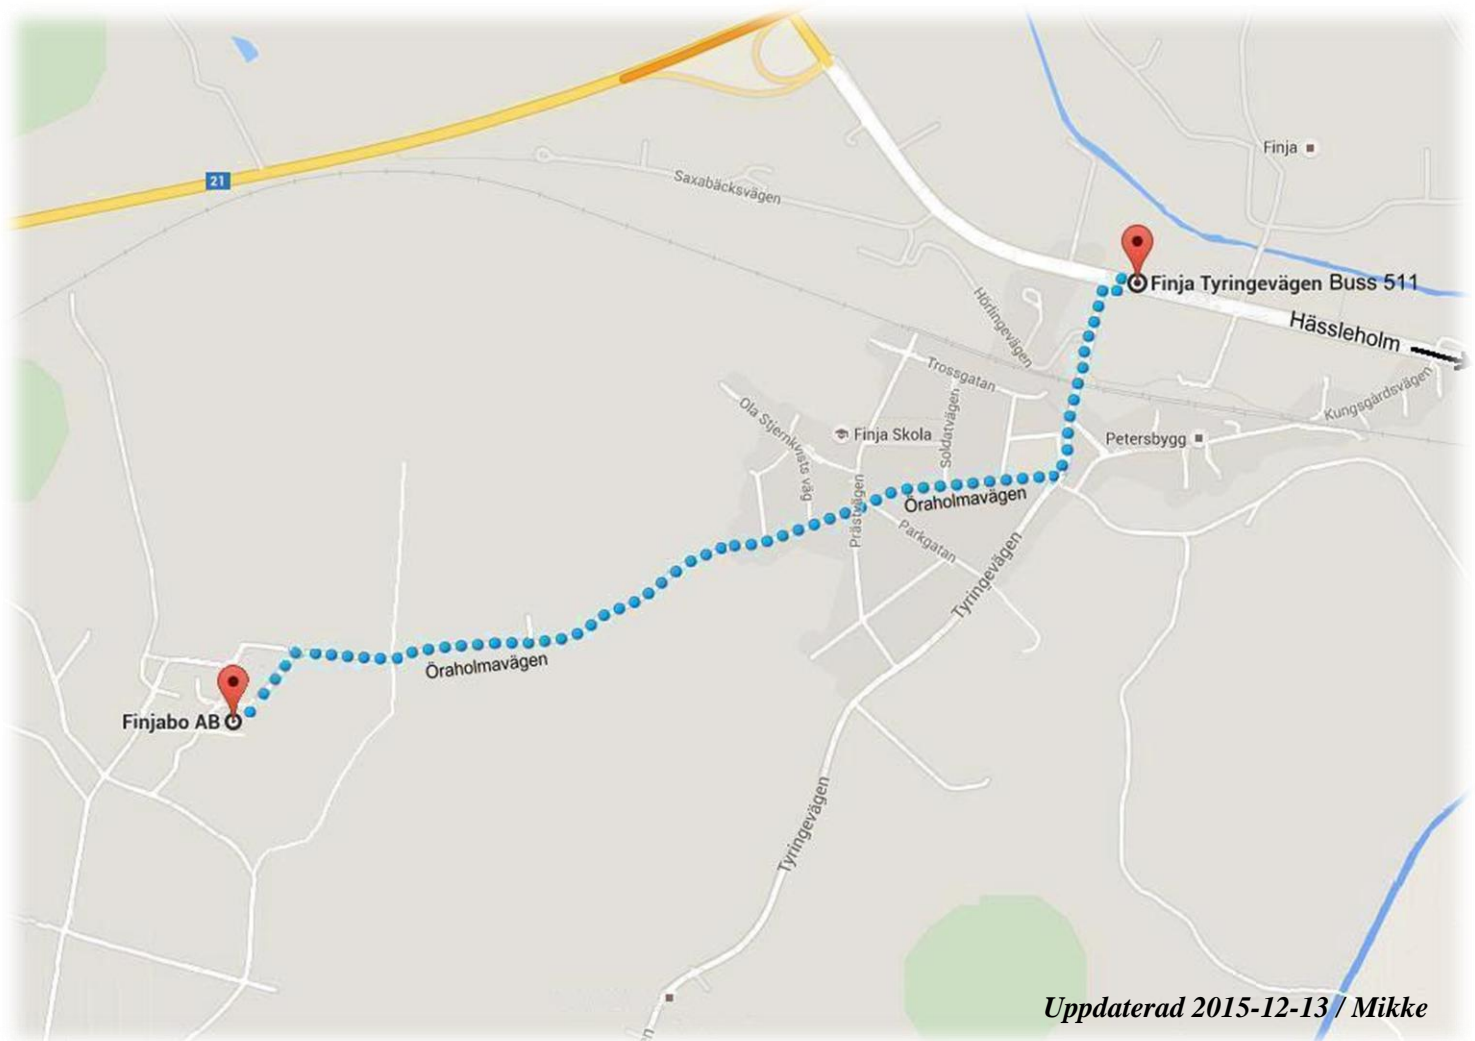 Finja
21
Saxabäcksvägen
Finja Tyringevägen Buss 511
Hörlingevägen
Hässleholm
Trossgatan
Kungsgårdsvägen
Ola Stjernkvists väg
Soldatvägen
Finja Skola
Petersbygg
Prästvägen
Öraholmavägen
Parkgatan
Tyringevägen
Öraholmavägen
Finjabo AB
Tyringevägen
Uppdaterad 2015-12-13 / Mikke